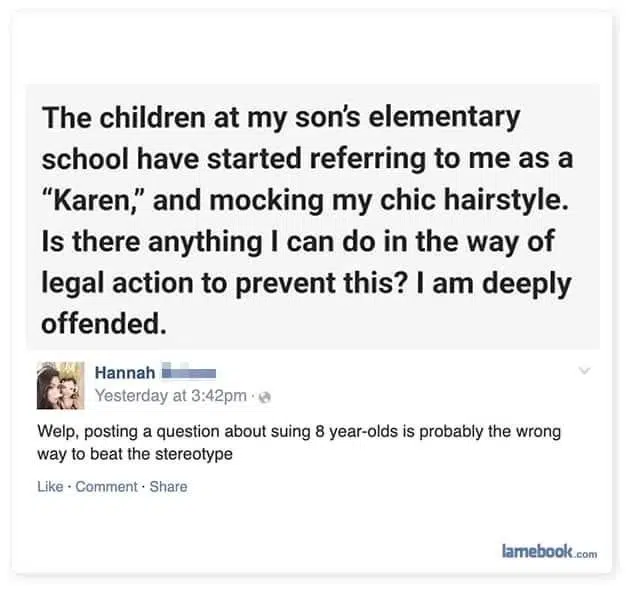 The children at my son's elementary
school have started referring to me as a
“Karen,” and mocking my chic hairstyle.
Is there anything I can do in the way of
legal action to prevent this? I am deeply
offended.
Hannah
Yesterday at 3:42pm ·
Welp, posting a question about suing 8 year-olds is probably the wrong
way to beat the stereotype
Like · Comment · Share
lamebook.com